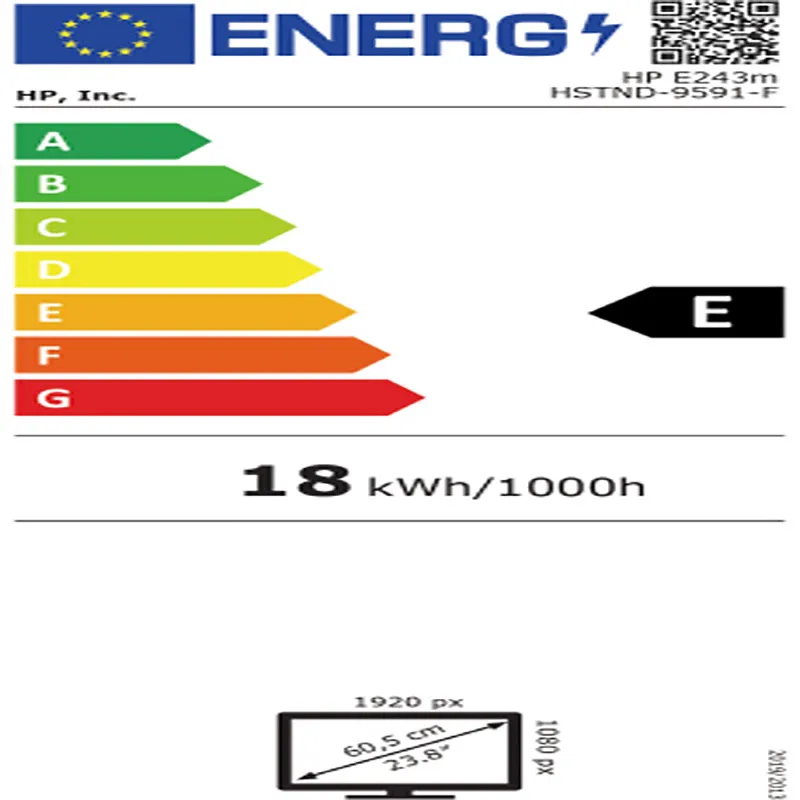 ENERG
HP, Inc.
HP E243m
HSTND-9591-F
A
B
C
D
E
F
G
E
18 kWh/1000h
1920 px
60,5 cm
23.8"
1080 px
2019/2013